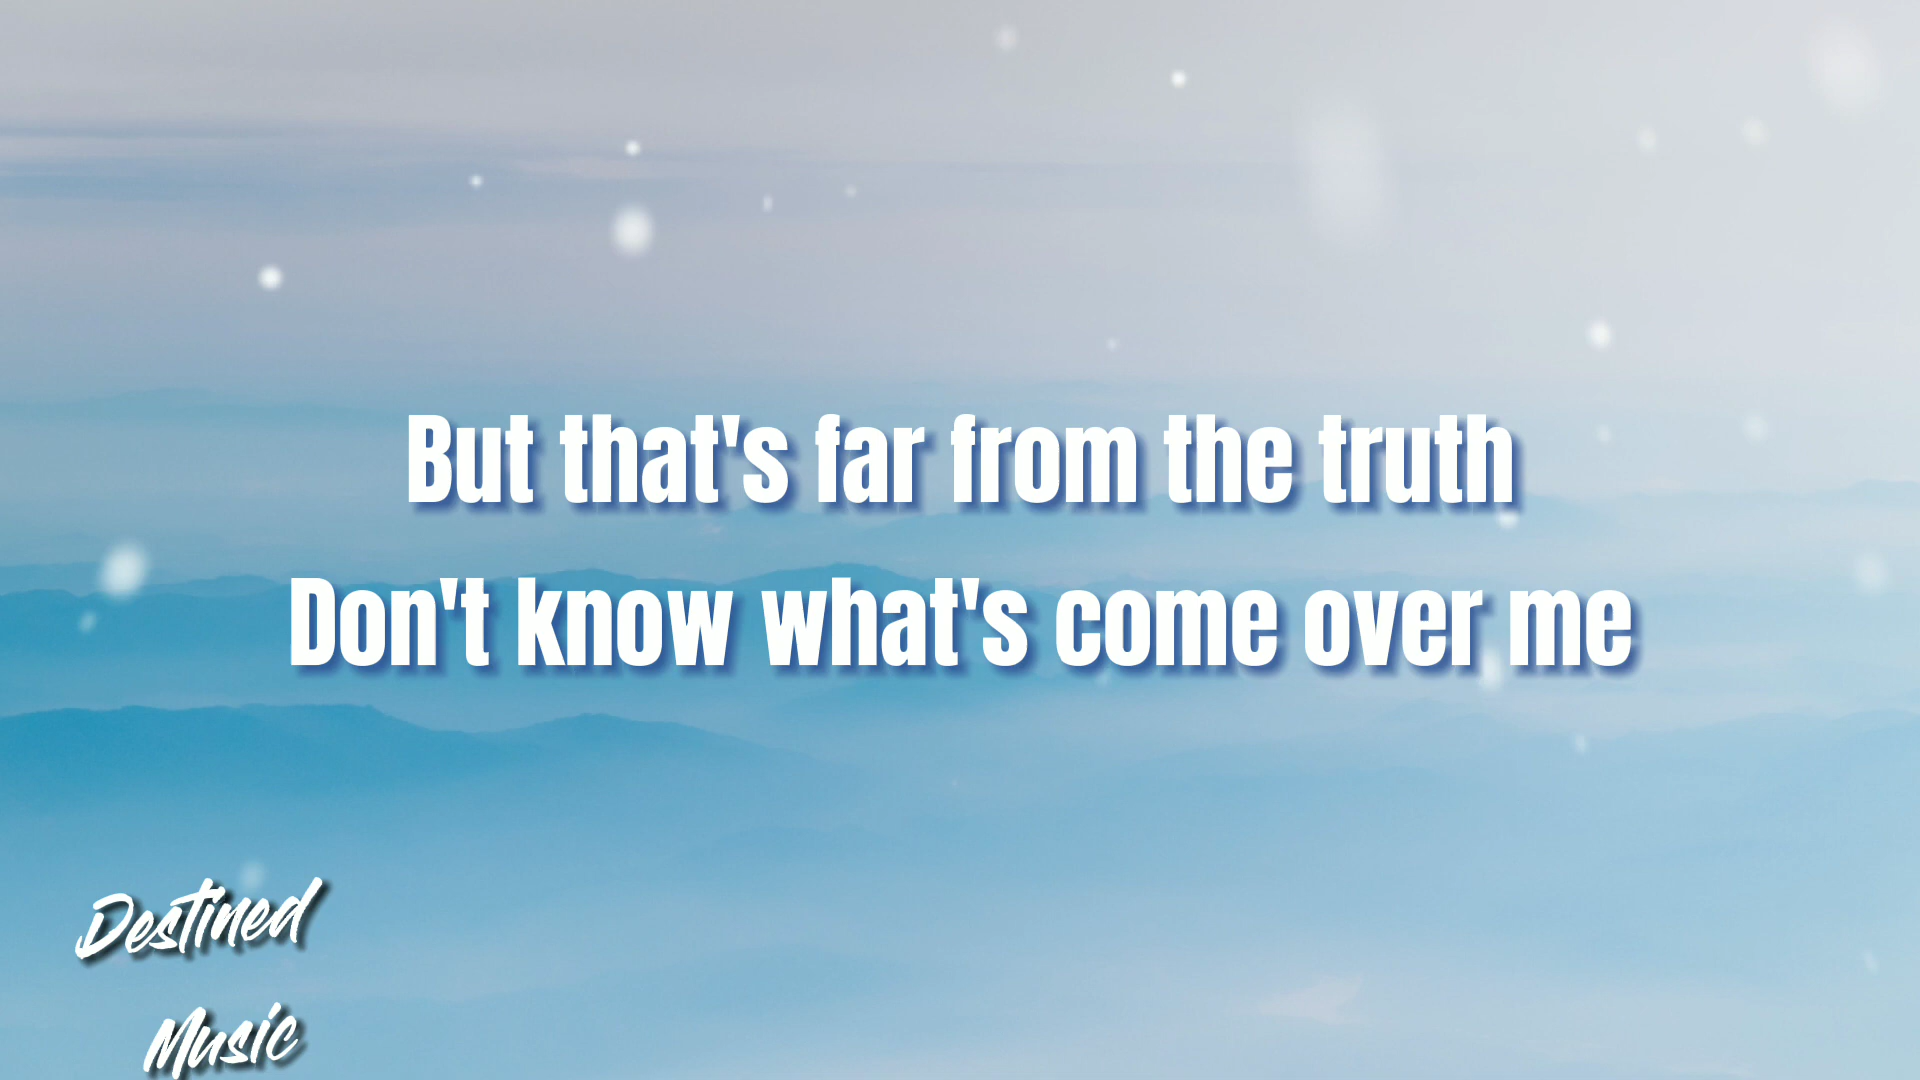 But that's far from the truth
Don't know what's come over me
Destined
Music